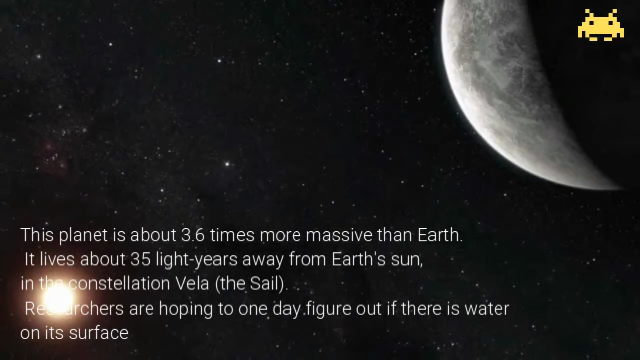 This planet is about 3.6 times more massive than Earth.
It lives about 35 light-years away from Earth's sun,
in the constellation Vela (the Sail).
Researchers are hoping to one day figure out if there is water
on its surface